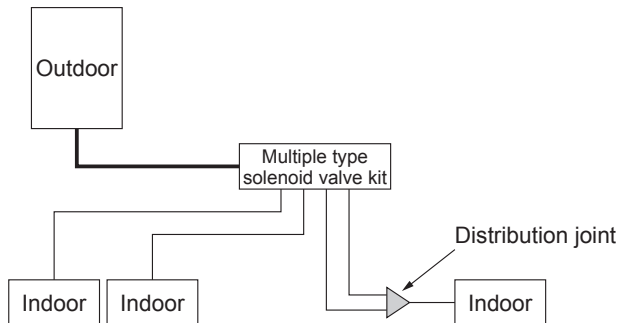 Outdoor
Multiple type
solenoid valve kit
Distribution joint
Indoor
Indoor
Indoor